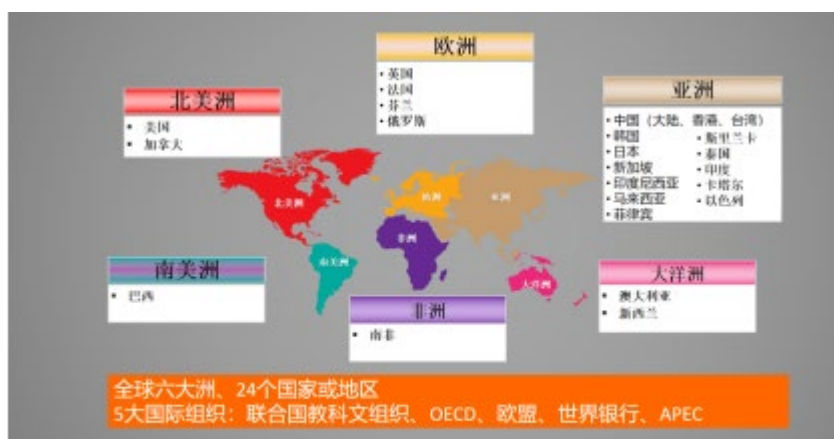 欧洲
• 英国
• 法国
• 芬兰
• 俄罗斯
北美洲
▪ 美国
▪ 加拿大
亚洲
• 中国（大陆、香港、台湾）
• 韩国
• 日本
• 新加坡
• 印度尼西亚
• 马来西亚
• 菲律宾
• 斯里兰卡
• 泰国
• 印度
• 卡塔尔
• 以色列
北美洲
欧洲
亚洲
非洲
南美洲
大洋洲
南美洲
▪ 巴西
非洲
▪ 南非
大洋洲
▪ 澳大利亚
▪ 新西兰
全球六大洲、24个国家或地区
5大国际组织：联合国教科文组织、OECD、欧盟、世界银行、APEC